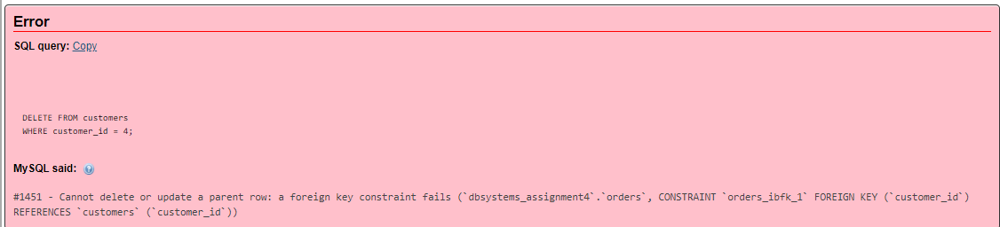 Error
SQL query: Copy
DELETE FROM customers
WHERE customer_id = 4;
MySQL said:
#1451 - Cannot delete or update a parent row: a foreign key constraint fails (`dbsystems_assignment4`.`orders`, CONSTRAINT `orders_ibfk_1` FOREIGN KEY (`customer_id`)
REFERENCES `customers` (`customer_id`))